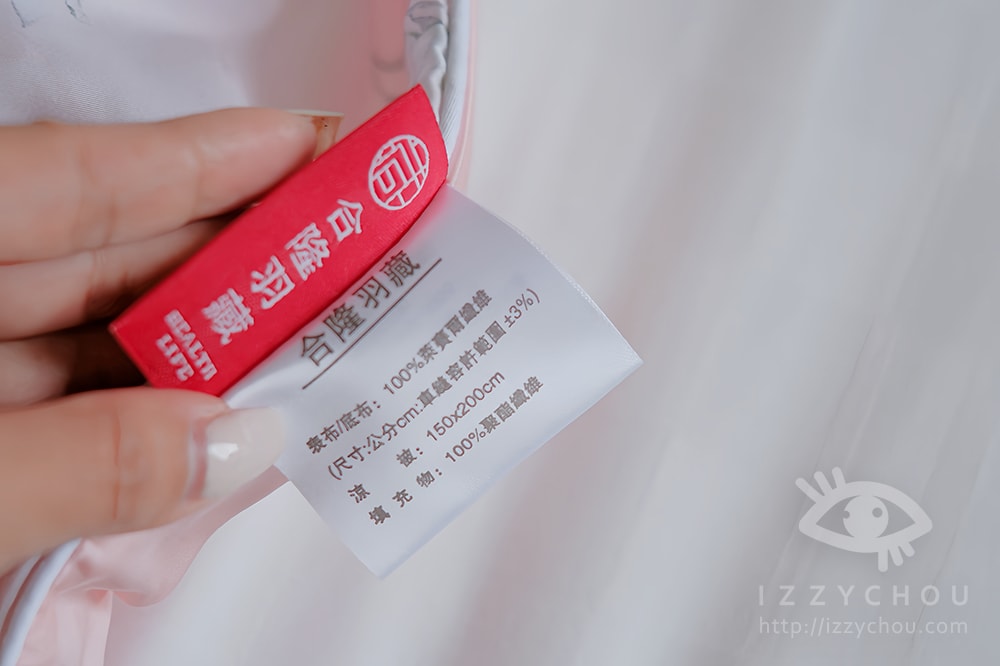 合隆羽藏
HEALTH
LIFE
合隆羽藏
表布/底布：100%萊賽爾纖維
(尺寸:公分cm:車縫容許範圍 ±3%)
涼被：150x200cm
填充物：100%聚酯纖維
IZZYCHOU
http://izzychou.com